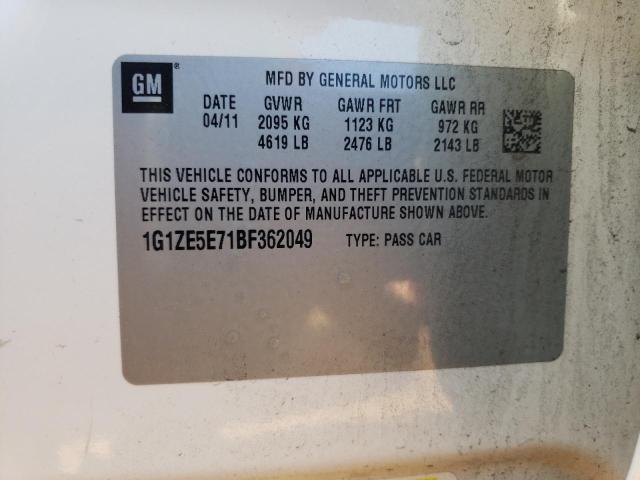 GM®
MFD BY GENERAL MOTORS LLC
DATE GVWR GAWR FRT GAWR RR
04/11 2095 KG 1123 KG 972 KG
4619 LB 2476 LB 2143 LB
THIS VEHICLE CONFORMS TO ALL APPLICABLE U.S. FEDERAL MOTOR
VEHICLE SAFETY, BUMPER, AND THEFT PREVENTION STANDARDS IN
EFFECT ON THE DATE OF MANUFACTURE SHOWN ABOVE.
1G1ZE5E71BF362049 TYPE: PASS CAR